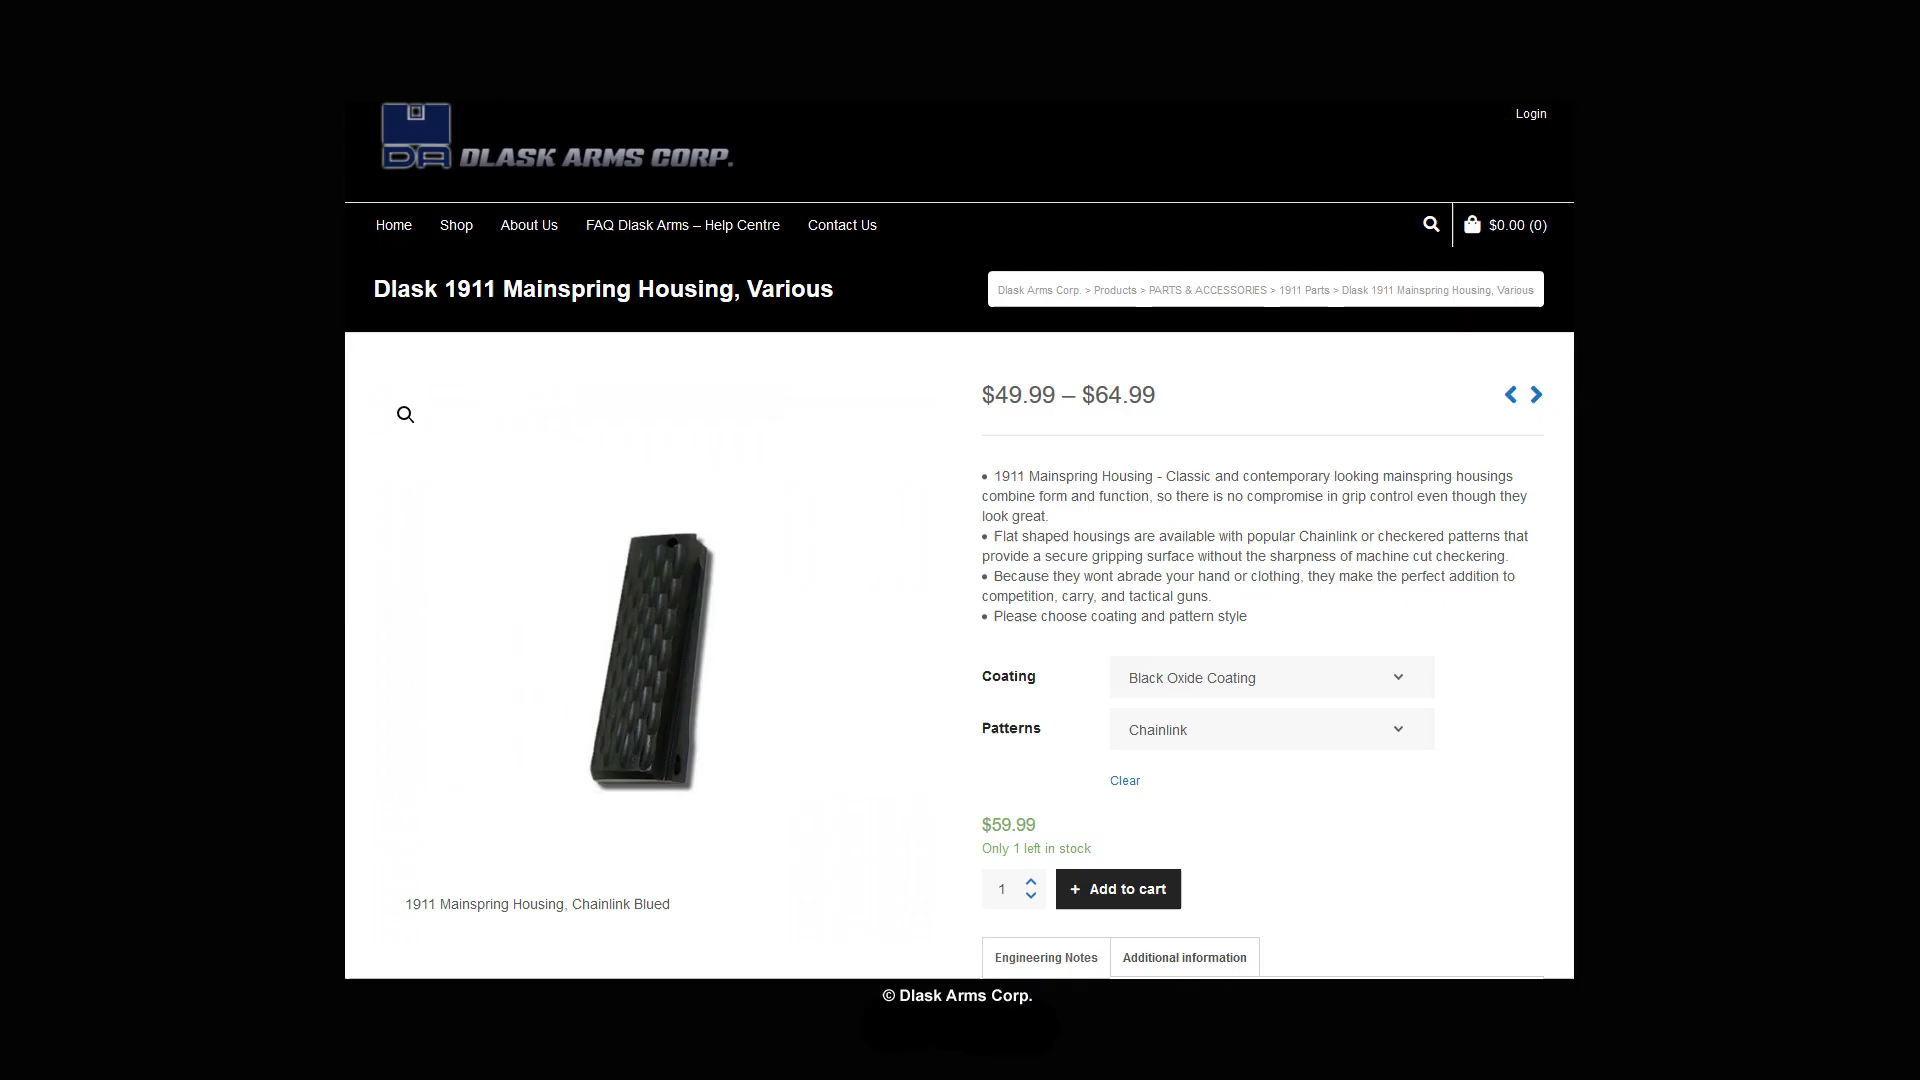 Login
DA DLASK ARMS CORP.
Home Shop About Us FAQ Dlask Arms – Help Centre Contact Us $0.00 (0)
Dlask 1911 Mainspring Housing, Various
Dlask Arms Corp. > Products > PARTS & ACCESSORIES > 1911 Parts > Dlask 1911 Mainspring Housing, Various
$49.99 – $64.99
• 1911 Mainspring Housing - Classic and contemporary looking mainspring housings
combine form and function, so there is no compromise in grip control even though they
look great.
• Flat shaped housings are available with popular Chainlink or checkered patterns that
provide a secure gripping surface without the sharpness of machine cut checkering.
• Because they wont abrade your hand or clothing, they make the perfect addition to
competition, carry, and tactical guns.
• Please choose coating and pattern style
Coating Black Oxide Coating
Patterns Chainlink
Clear
$59.99
Only 1 left in stock
1 + Add to cart
1911 Mainspring Housing, Chainlink Blued
Engineering Notes Additional information
© Dlask Arms Corp.